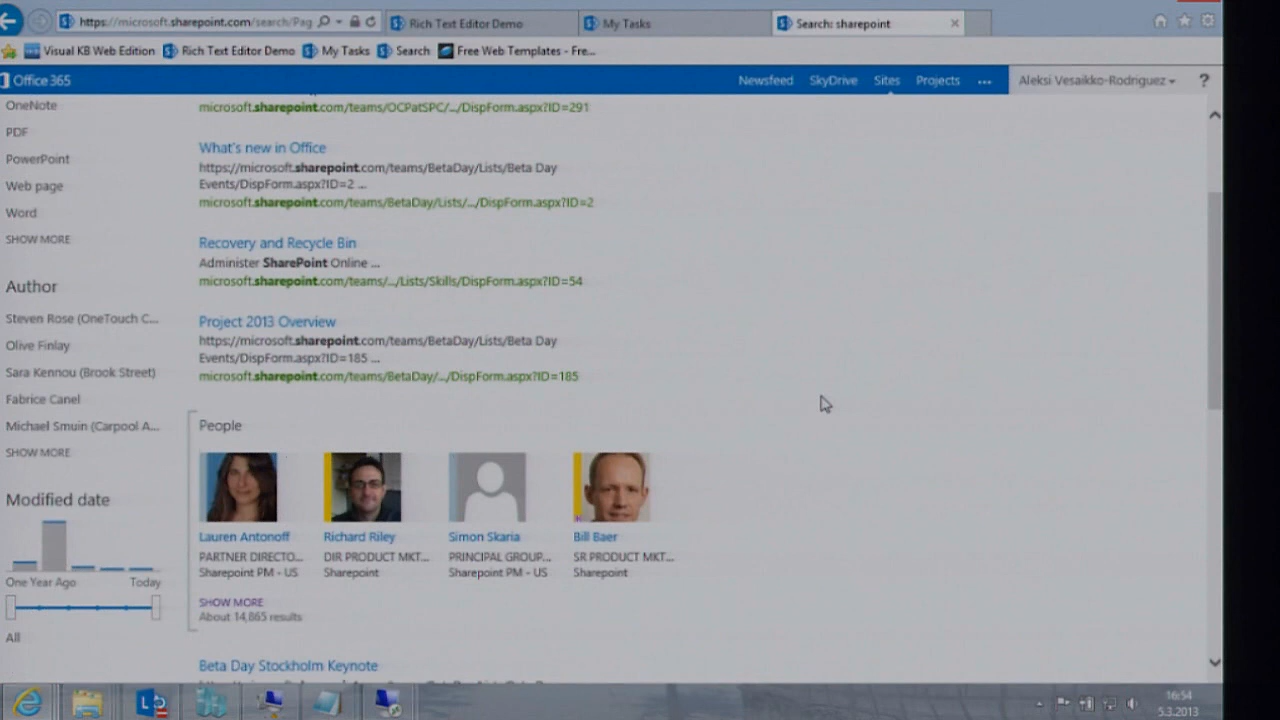 https://microsoft.sharepoint.com/search/Pag
Rich Text Editor Demo
My Tasks
Search: sharepoint
Visual KB Web Edition
Rich Text Editor Demo
My Tasks
Search
Free Web Templates - Fre...
Office 365
Newsfeed
SkyDrive
Sites
Projects
...
Aleksi Vesaikko-Rodriguez
?
OneNote
PDF
PowerPoint
Web page
Word
SHOW MORE
Author
Steven Rose (OneTouch C...
Olive Finlay
Sara Kennou (Brook Street)
Fabrice Canel
Michael Smuin (Carpool A...
SHOW MORE
Modified date
One Year Ago
Today
All
microsoft.sharepoint.com/teams/OCPatSPC/.../DispForm.aspx?ID=291
What's new in Office
https://microsoft.sharepoint.com/teams/BetaDay/Lists/Beta Day
Events/DispForm.aspx?ID=2 ...
microsoft.sharepoint.com/teams/BetaDay/Lists/.../DispForm.aspx?ID=2
Recovery and Recycle Bin
Administer SharePoint Online ...
microsoft.sharepoint.com/teams/.../Lists/Skills/DispForm.aspx?ID=54
Project 2013 Overview
https://microsoft.sharepoint.com/teams/BetaDay/Lists/Beta Day
Events/DispForm.aspx?ID=185 ...
microsoft.sharepoint.com/teams/BetaDay/.../DispForm.aspx?ID=185
People
Lauren Antonoff
PARTNER DIRECTO...
Sharepoint PM - US
Richard Riley
DIR PRODUCT MKT...
Sharepoint
Simon Skaria
PRINCIPAL GROUP...
Sharepoint PM - US
Bill Baer
SR PRODUCT MKT...
Sharepoint
SHOW MORE
About 14,865 results
Beta Day Stockholm Keynote
16:54
5.3.2013